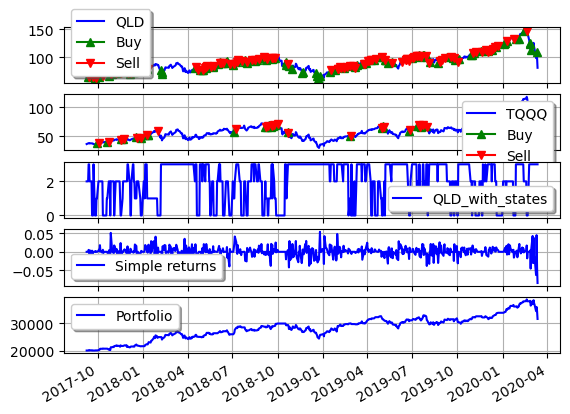 150
100
QLD
Buy
Sell
100
50
TQQQ
Buy
Sell
2
0
QLD_with_states
0.05
0.00
−0.05
Simple returns
30000
20000
Portfolio
2017-10 2018-01 2018-04 2018-07 2018-10 2019-01 2019-04 2019-07 2019-10 2020-01 2020-04